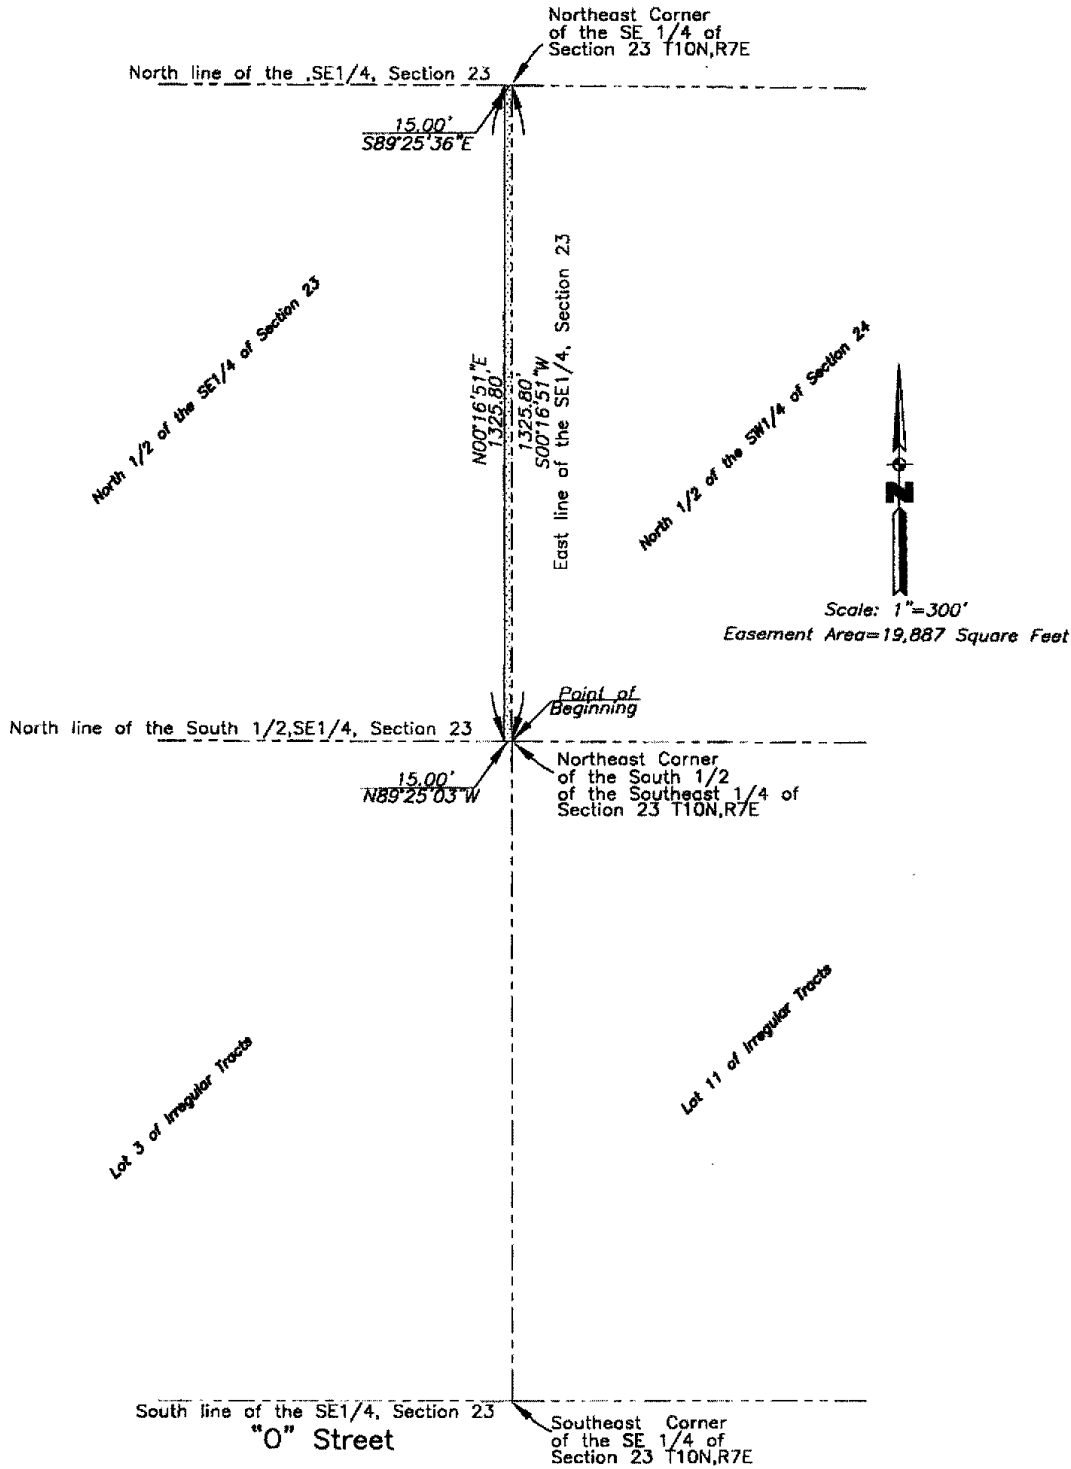 Northeast Corner
of the SE 1/4 of
Section 23 T10N,R7E
North line of the ,SE1/4, Section 23
15.00'
S89°25'36"E
North 1/2 of the SE1/4 of Section 23
N00°16'51"E
1325.80'
1325.80'
S00°16'51"W
East line of the SE1/4, Section 23
North 1/2 of the SW1/4 of Section 24
N
Scale: 1"=300'
Easement Area=19,887 Square Feet
Point of
Beginning
North line of the South 1/2,SE1/4, Section 23
15.00'
N89°25'03"W
Northeast Corner
of the South 1/2
of the Southeast 1/4 of
Section 23 T10N,R7E
Lot 3 of Irregular Tracts
Lot 11 of Irregular Tracts
South line of the SE1/4, Section 23
"O" Street
Southeast Corner
of the SE 1/4 of
Section 23 T10N,R7E